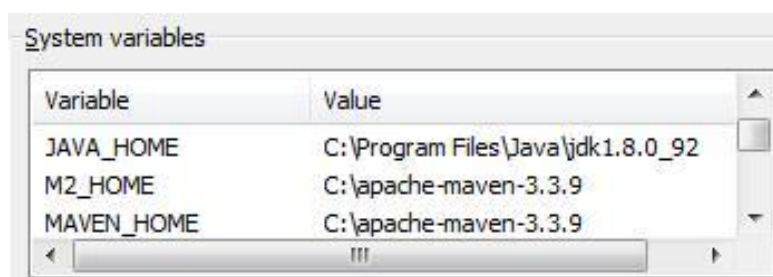 System variables
Variable Value
JAVA_HOME C:\Program Files\Java\jdk1.8.0_92
M2_HOME C:\apache-maven-3.3.9
MAVEN_HOME C:\apache-maven-3.3.9